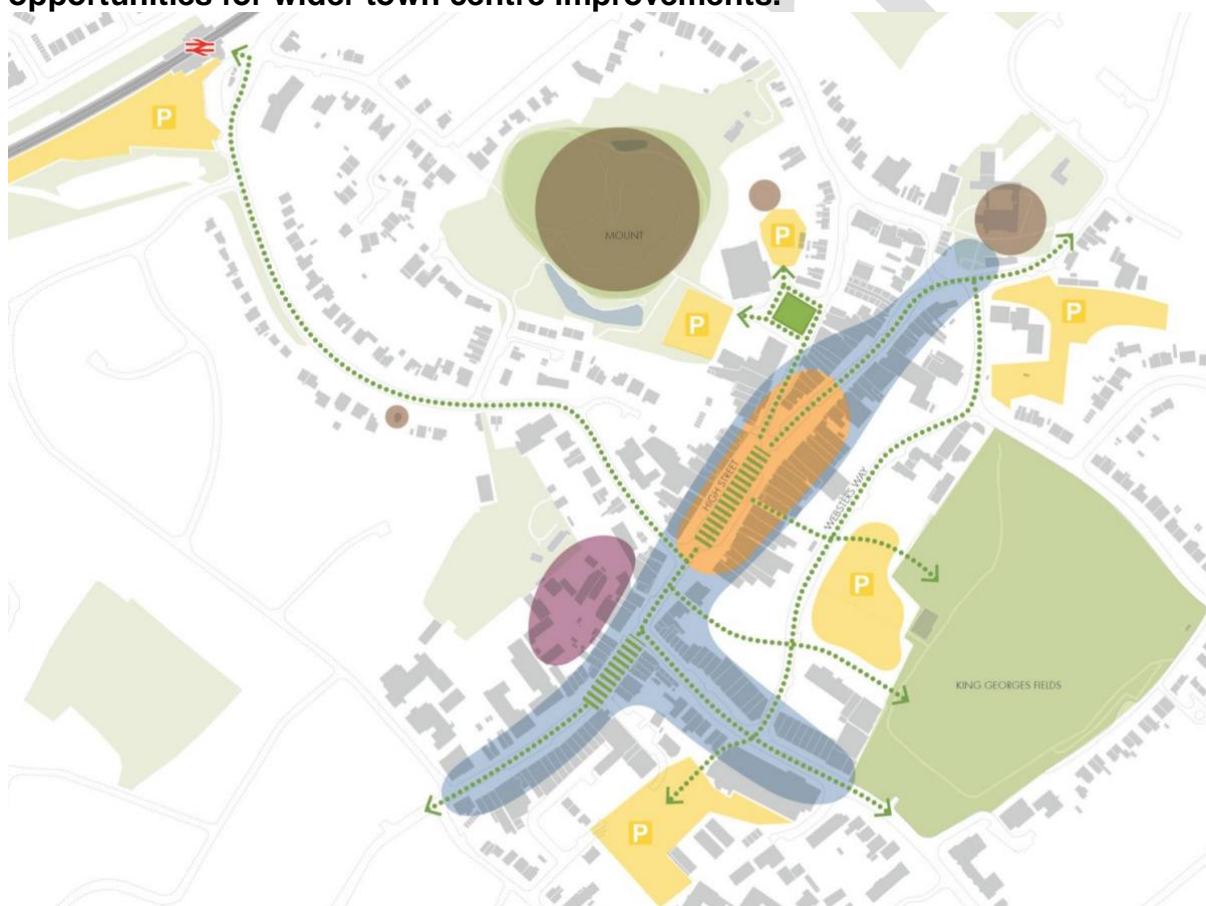 opportunities for wider town centre improvements.
P
MOUNT
P
P
P
HIGH STREET
WEBSTERS WAY
P
KING GEORGES FIELDS
P